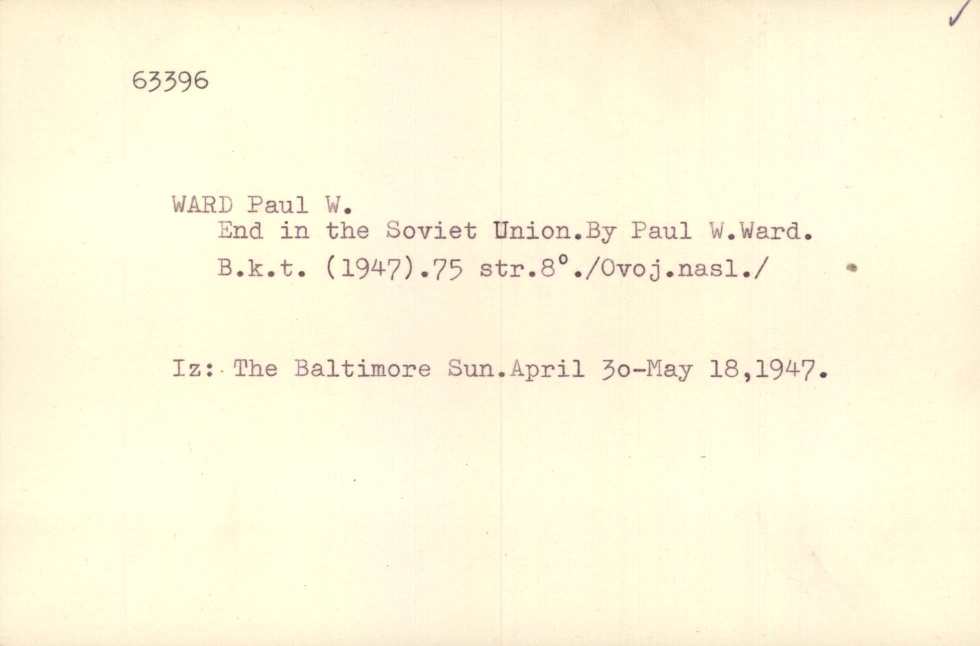 63396
WARD Paul W.
End in the Soviet Union.By Paul W.Ward.
B.k.t. (1947).75 str.8°./Ovoj.nasl./
Iz: The Baltimore Sun.April 3o-May 18,1947.